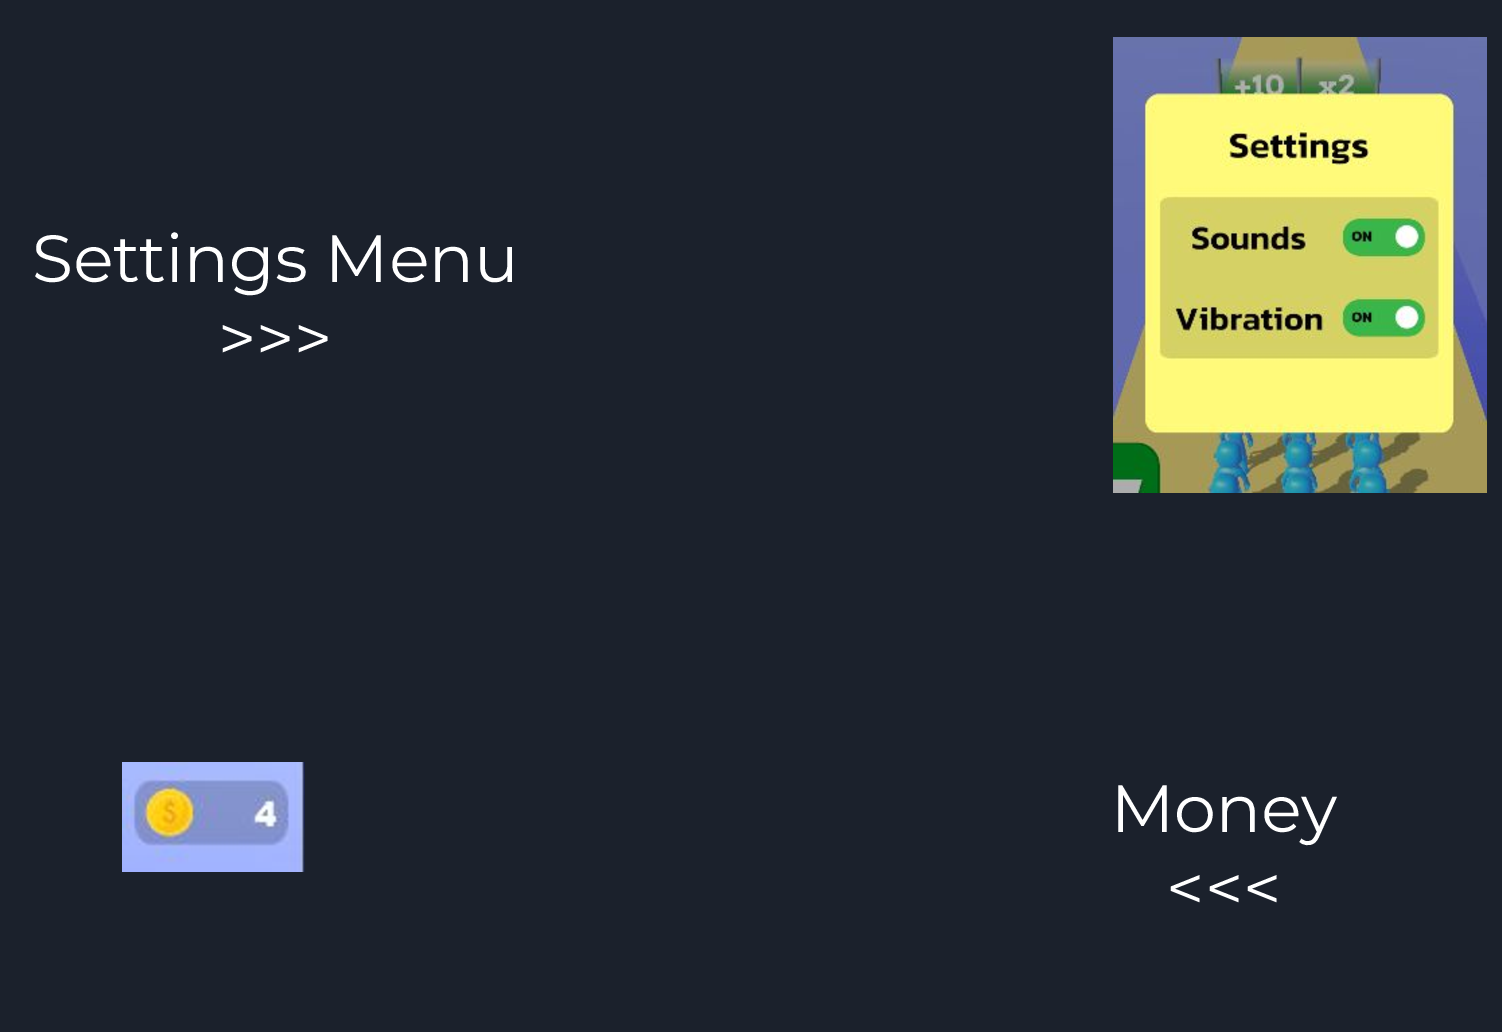 +10 x2
Settings
Sounds ON
Vibration ON
Settings Menu
>>>
$ 4
Money
<<<